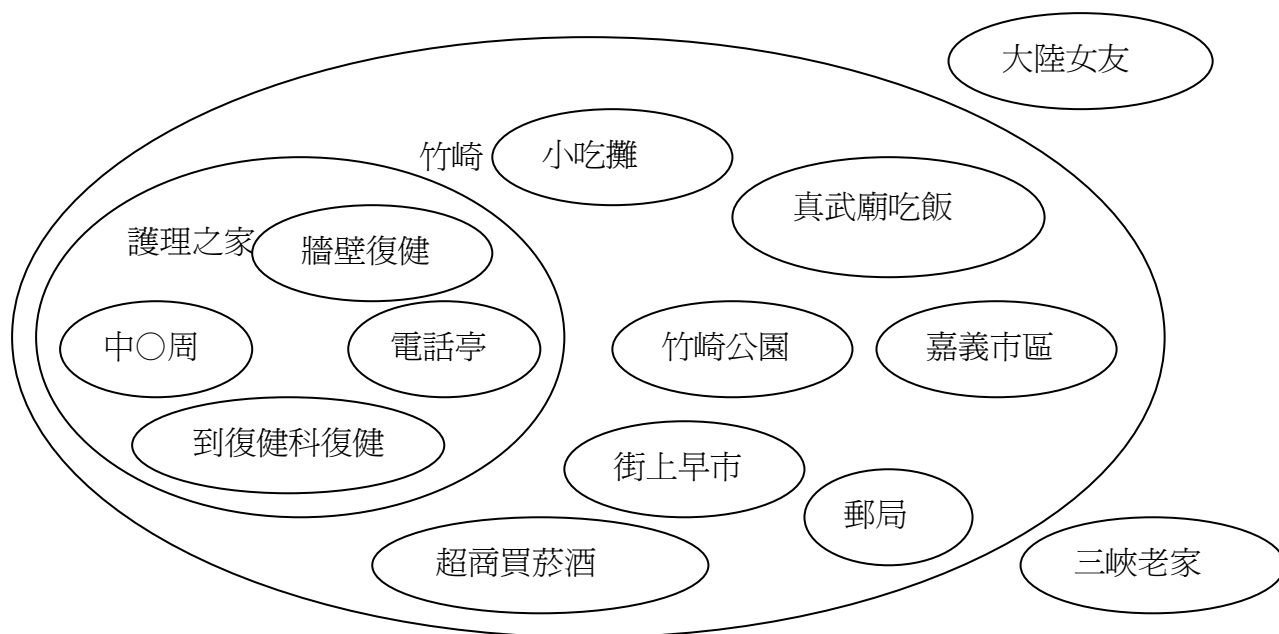 大陸女友
竹崎
小吃攤
真武廟吃飯
護理之家
牆壁復健
中○周
電話亭
竹崎公園
嘉義市區
到復健科復健
街上早市
郵局
超商買菸酒
三峽老家